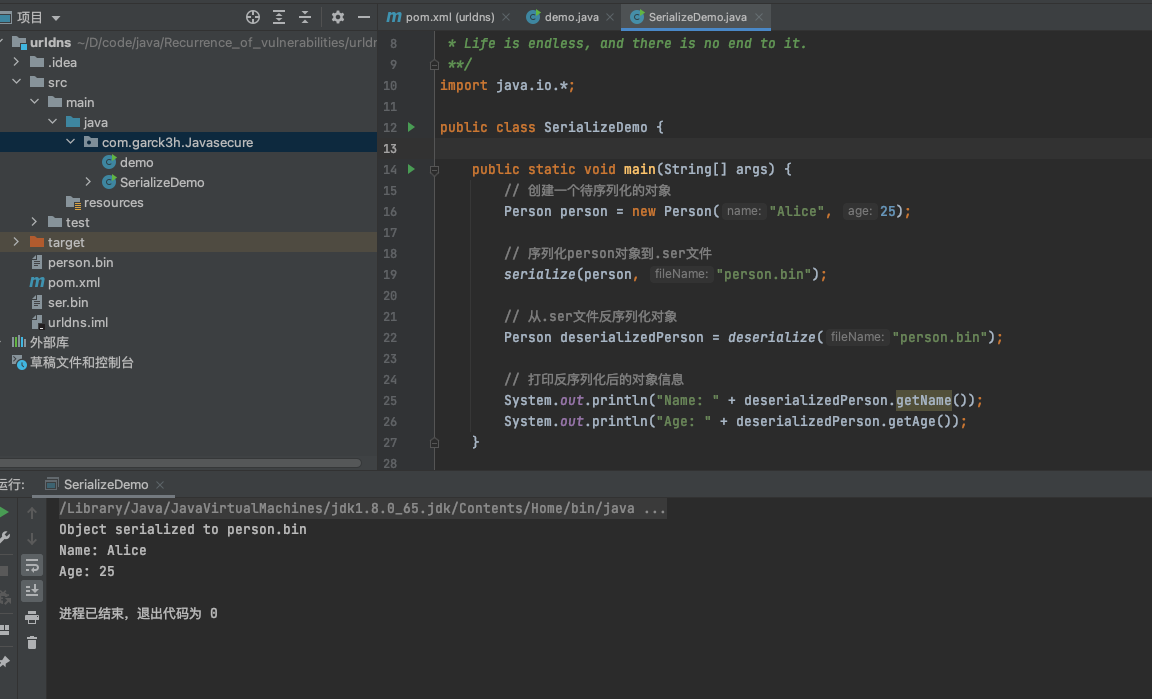 项目
pom.xml (urldns)
demo.java
SerializeDemo.java
urldns ~/D/code/java/Recurrence_of_vulnerabilities/urldr
.idea
src
main
java
com.garck3h.Javasecure
demo
SerializeDemo
resources
test
target
person.bin
pom.xml
ser.bin
urldns.iml
外部库
草稿文件和控制台
8 * Life is endless, and there is no end to it.
9 **/
10 import java.io.*;
11
12 public class SerializeDemo {
13
14 public static void main(String[] args) {
15 // 创建一个待序列化的对象
16 Person person = new Person( name: "Alice", age: 25);
17
18 // 序列化person对象到.ser文件
19 serialize(person, fileName: "person.bin");
20
21 // 从.ser文件反序列化对象
22 Person deserializedPerson = deserialize( fileName: "person.bin");
23
24 // 打印反序列化后的对象信息
25 System.out.println("Name: " + deserializedPerson.getName());
26 System.out.println("Age: " + deserializedPerson.getAge());
27 }
28
运行: SerializeDemo
/Library/Java/JavaVirtualMachines/jdk1.8.0_65.jdk/Contents/Home/bin/java ...
Object serialized to person.bin
Name: Alice
Age: 25
进程已结束，退出代码为 0